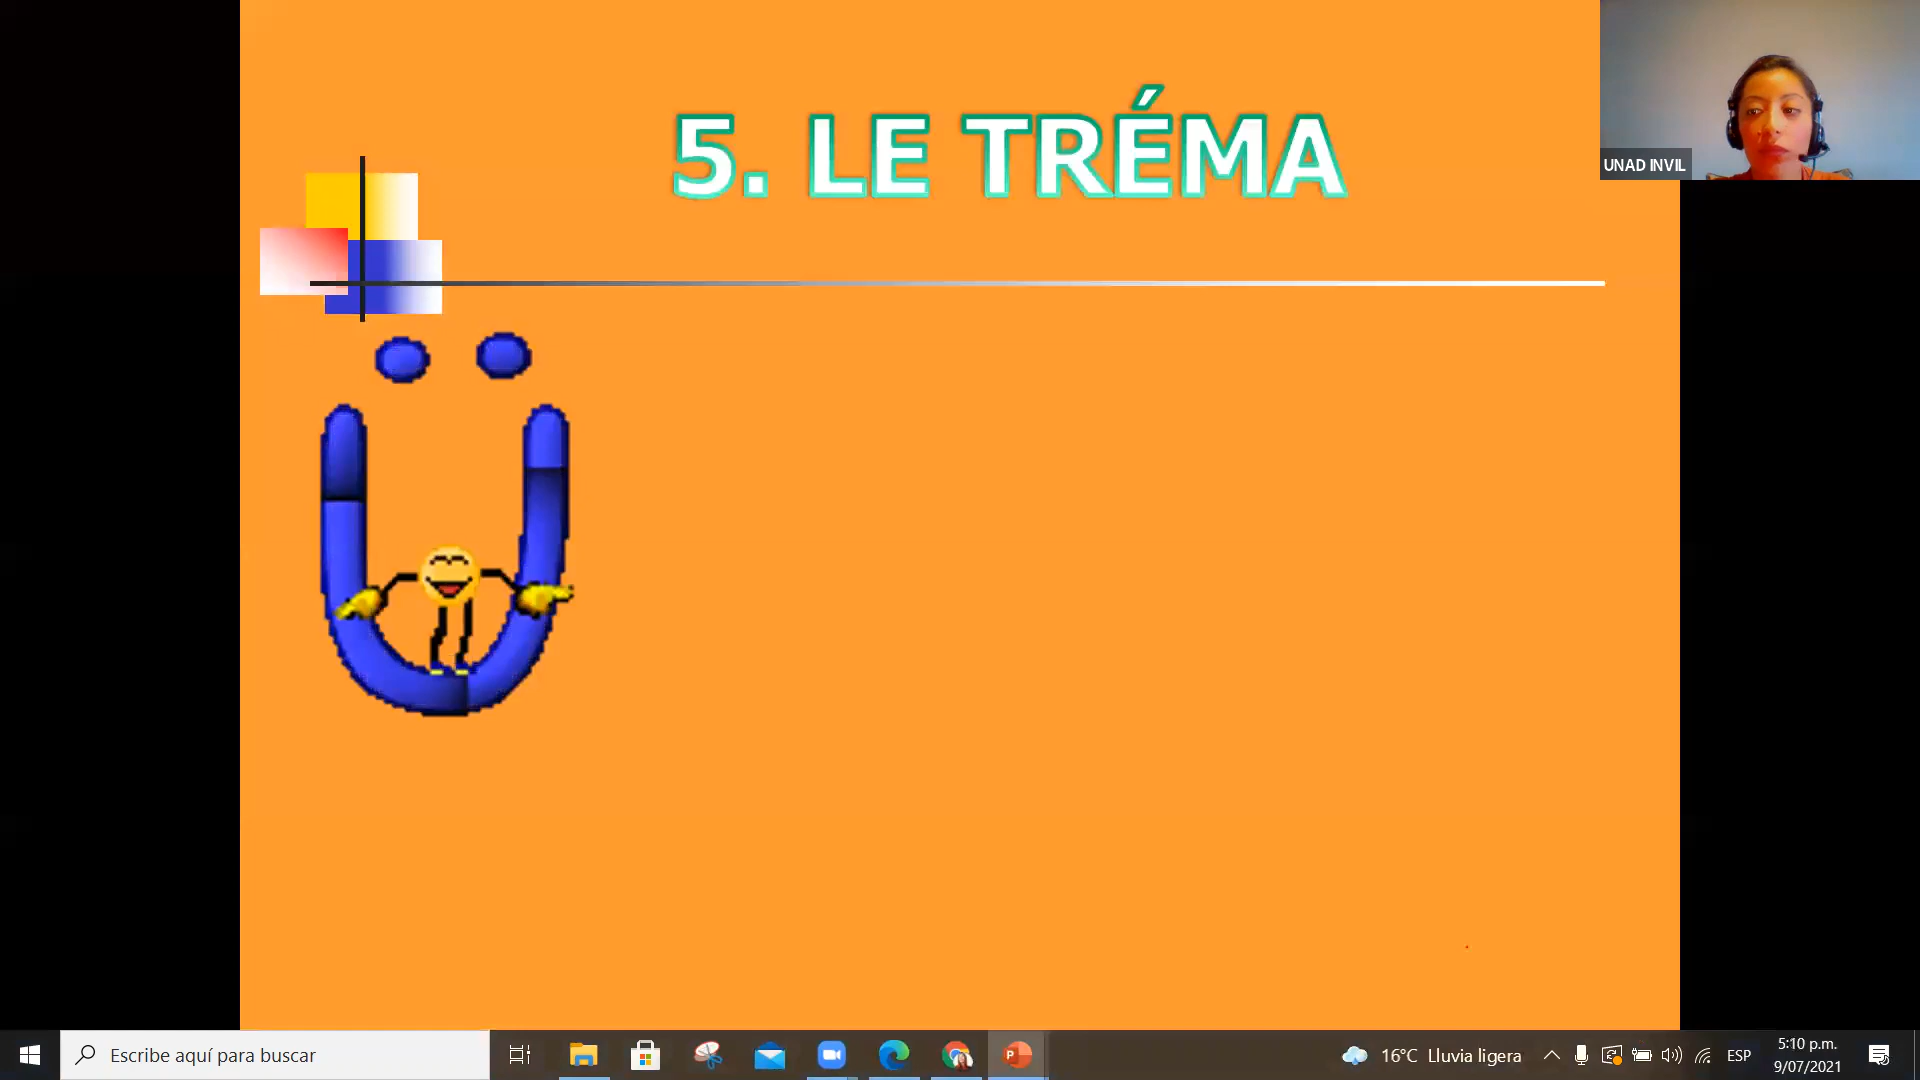 5. LE TRÉMA
UNAD INVIL
Ü
Escribe aquí para buscar
16°C Lluvia ligera
ESP
5:10 p.m.
9/07/2021